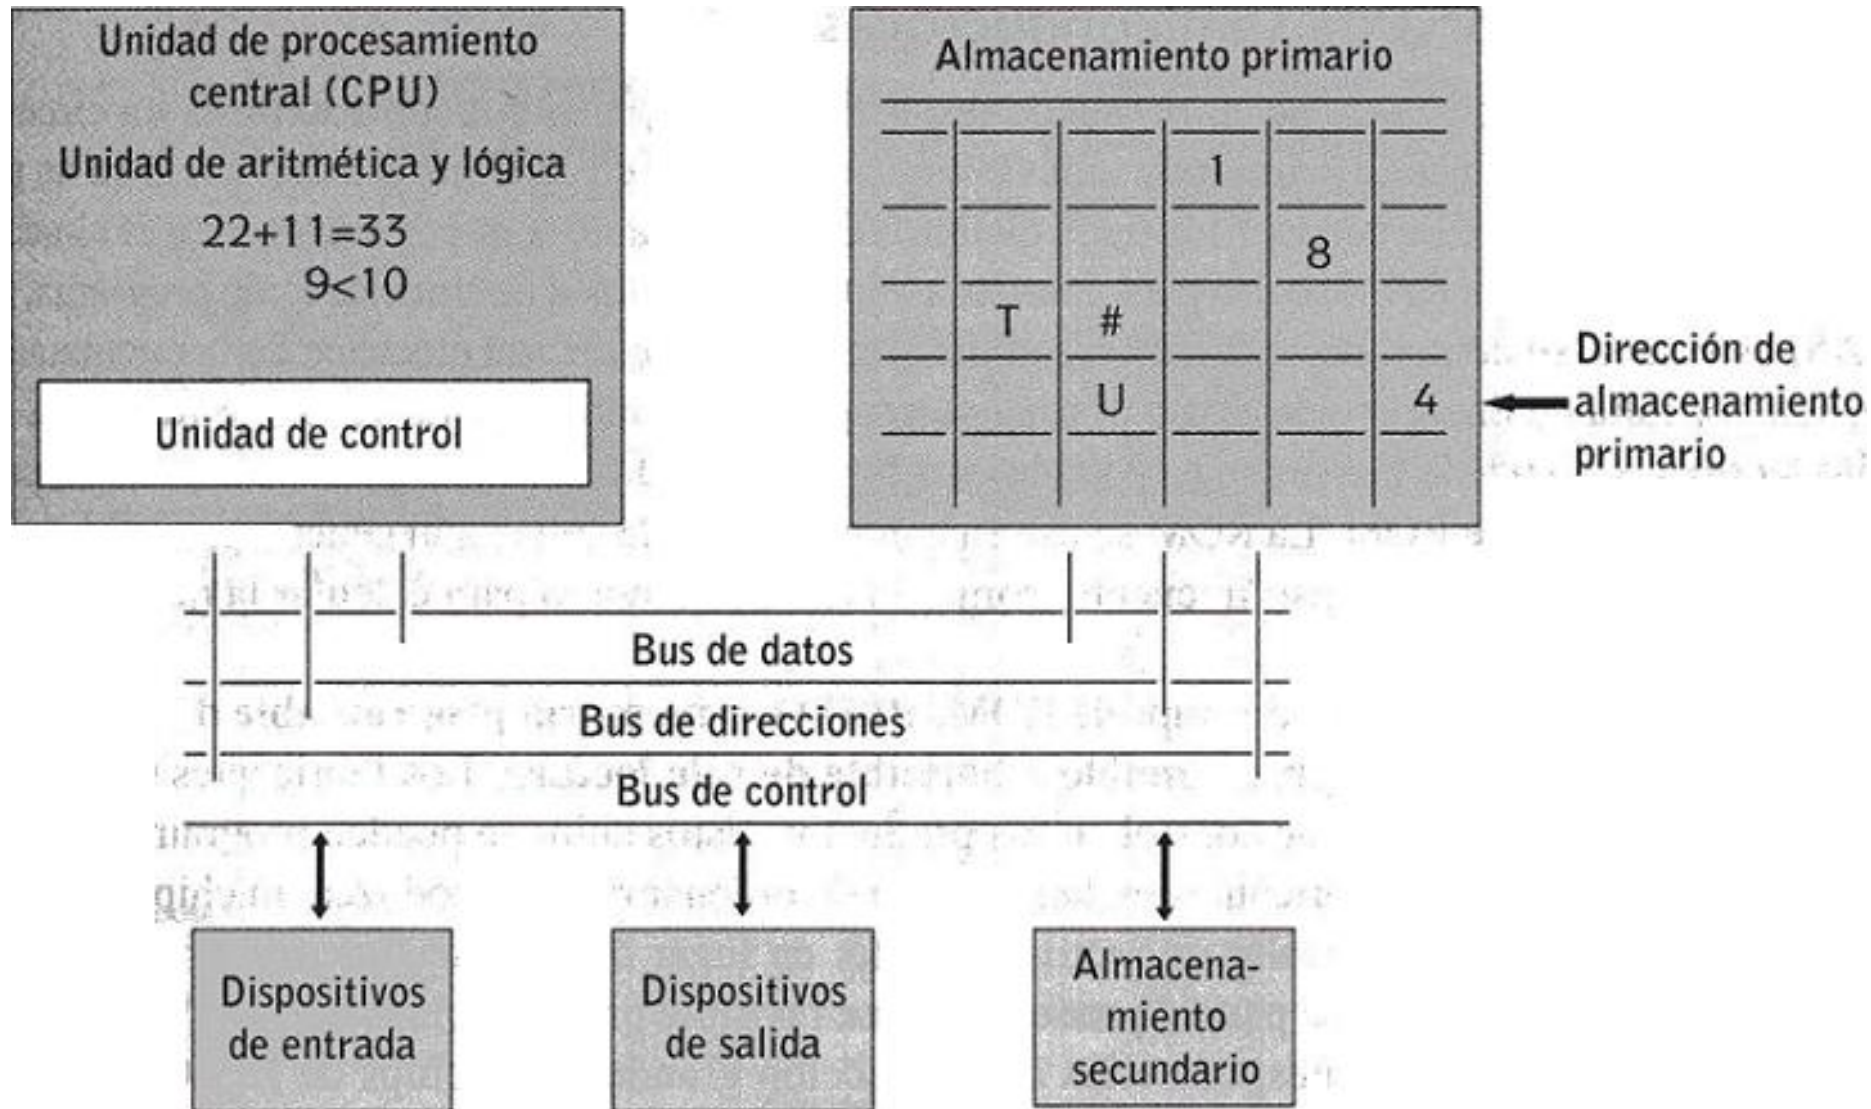 Unidad de procesamiento
central (CPU)
Unidad de aritmética y lógica
22+11=33
9<10
Unidad de control
Almacenamiento primario
1
8
T #
U 4
Dirección de
almacenamiento
primario
Bus de datos
Bus de direcciones
Bus de control
Dispositivos
de entrada
Dispositivos
de salida
Almacena-
miento
secundario